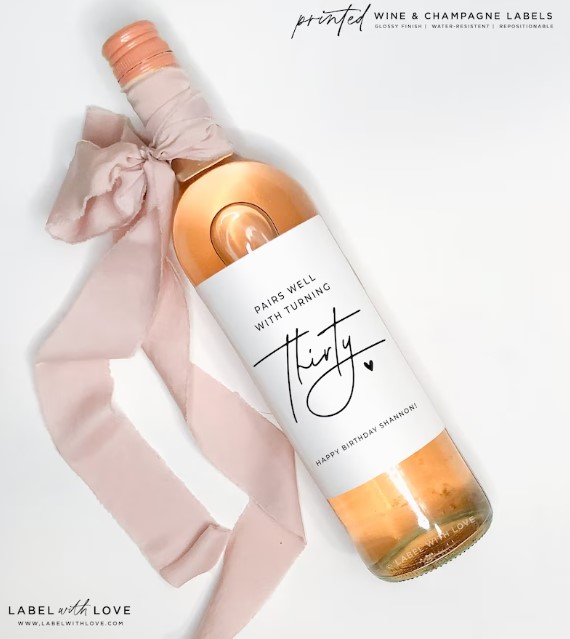 printed WINE & CHAMPAGNE LABELS
GLOSSY FINISH | WATER-RESISTENT | REPOSITIONABLE
PAIRS WELL
WITH TURNING
thirty
HAPPY BIRTHDAY SHANNON!
LABEL WITH LOVE
LABEL with LOVE
WWW.LABELWITHLOVE.COM